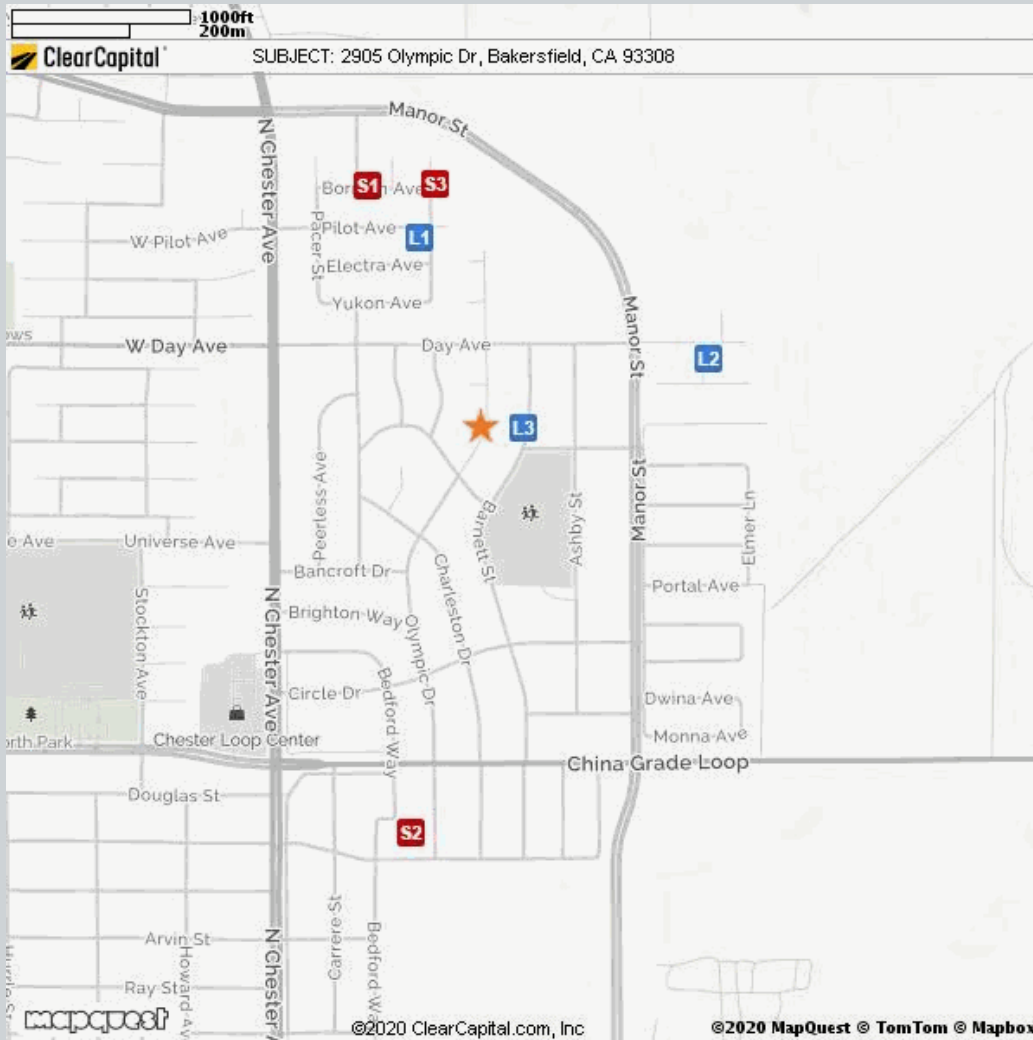 1000ft
200m
ClearCapital
SUBJECT: 2905 Olympic Dr, Bakersfield, CA 93308
Manor St
N Chester Ave
S1
S3
Pacer St
Pilot Ave
W Pilot Ave
L1
Electra Ave
Yukon Ave
Manor St
W Day Ave
Day Ave
L2
L3
Peerless Ave
Barnett St
Ashby St
Manor St
Elmer Ln
Universe Ave
Bancroft Dr
Charleston Dr
Portal Ave
Stockton Ave
N Chester Ave
Brighton Way
Olympic Dr
Bedford Way
Circle Dr
Dwina Ave
Chester Loop Center
Monna Ave
China Grade Loop
Douglas St
S2
Arvin St
Carrere St
N Chester
Ray St
mapquest
©2020 ClearCapital.com, Inc
©2020 MapQuest © TomTom © Mapbox